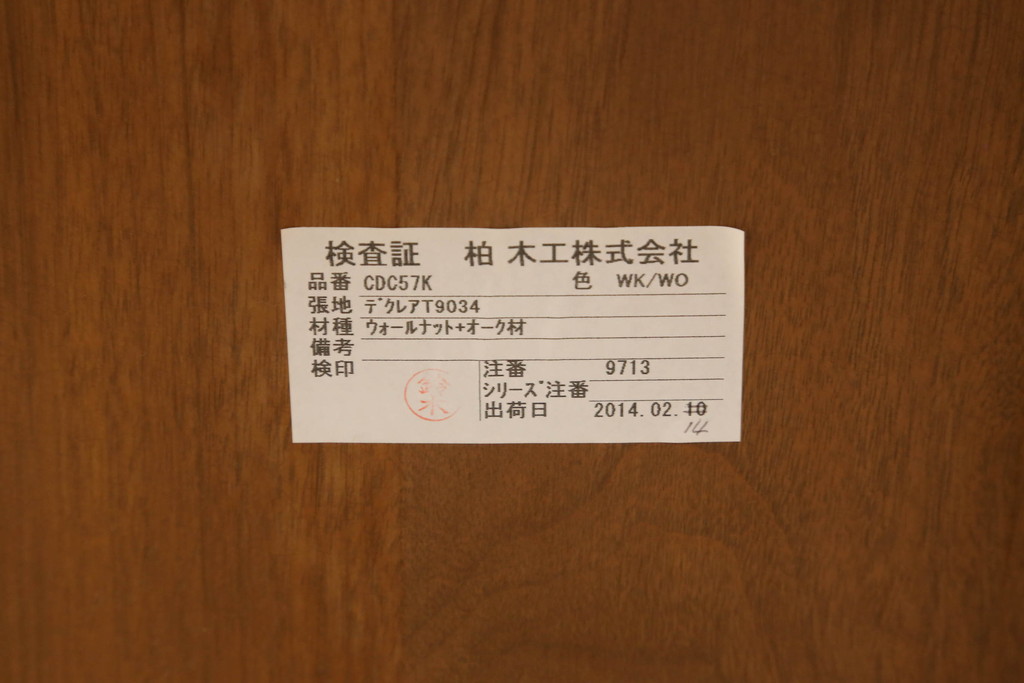 検査証 柏木工株式会社
品番 CDC57K 色 WK/WO
張地 ﾃﾞｸﾚｱT9034
材種 ウォールナット+オーク材
備考
検印 注番 9713
鈴木
シリーズ注番
出荷日 2014.02.10
14